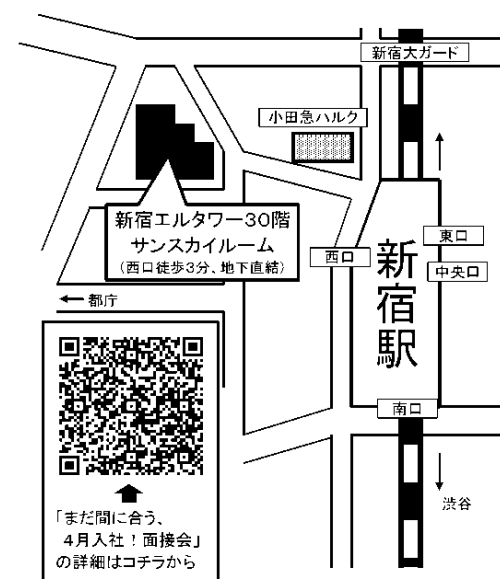 新宿大ガード
小田急ハルク
新宿エルタワー30階
サンスカイルーム
(西口徒歩3分、地下直結)
西口
東口
中央口
新宿駅
←都庁
南口
渋谷
「まだ間に合う、
4月入社!面接会」
の詳細はコチラから